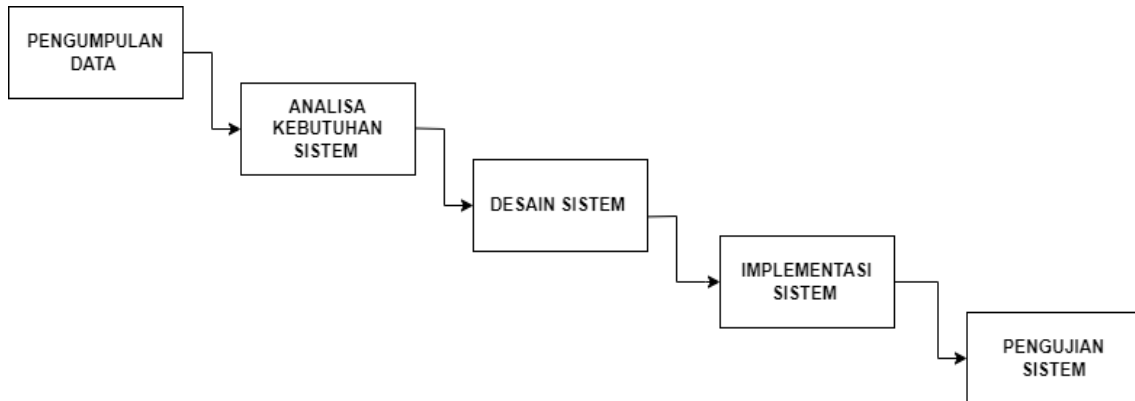 PENGUMPULAN
DATA
ANALISA
KEBUTUHAN
SISTEM
DESAIN SISTEM
IMPLEMENTASI
SISTEM
PENGUJIAN
SISTEM